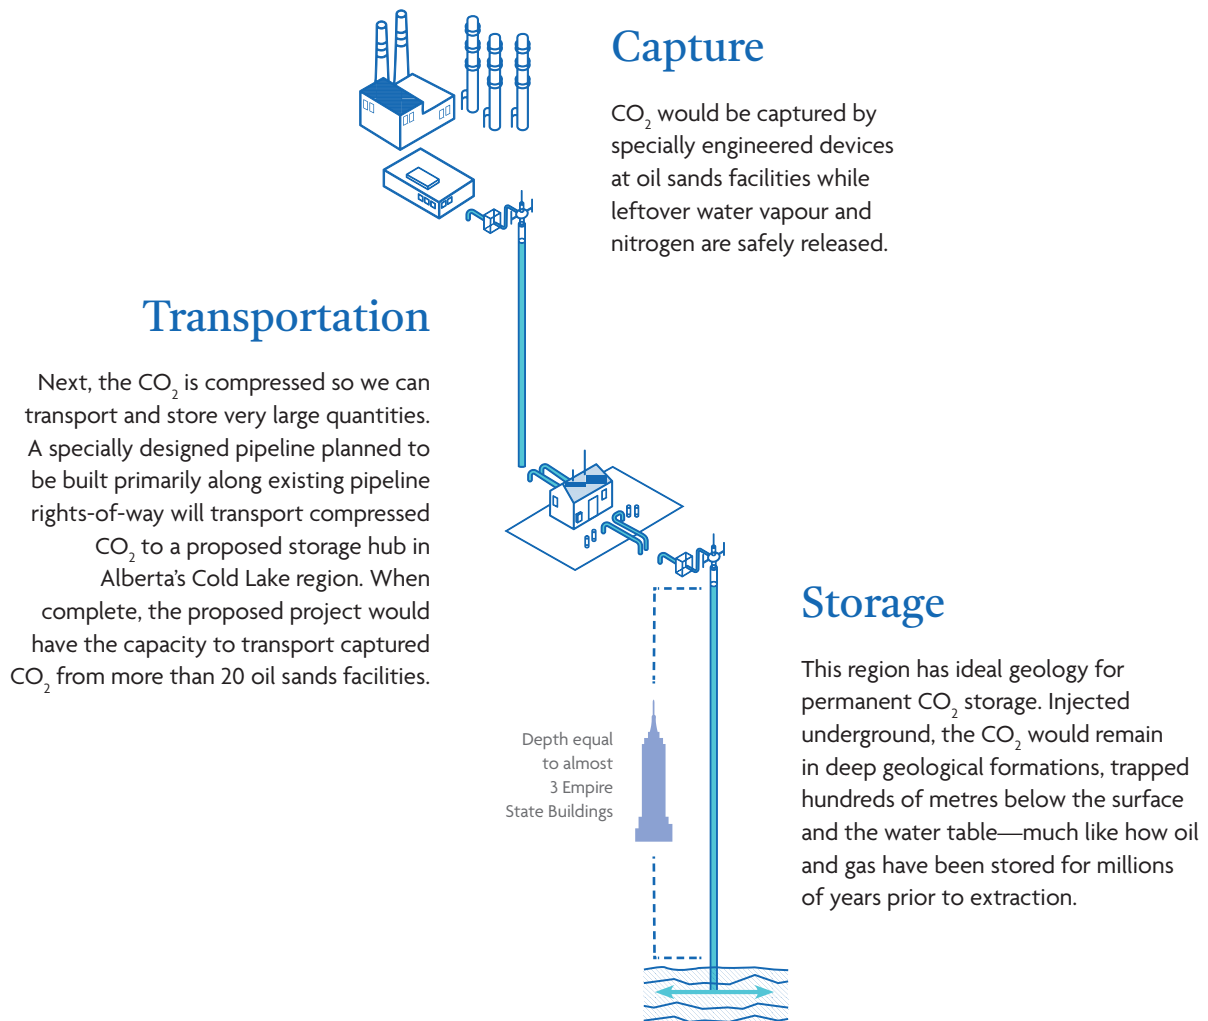 Capture
CO2 would be captured by
specially engineered devices
at oil sands facilities while
leftover water vapour and
nitrogen are safely released.
Transportation
Next, the CO2 is compressed so we can
transport and store very large quantities.
A specially designed pipeline planned to
be built primarily along existing pipeline
rights-of-way will transport compressed
CO2 to a proposed storage hub in
Alberta’s Cold Lake region. When
complete, the proposed project would
have the capacity to transport captured
CO2 from more than 20 oil sands facilities.
Storage
This region has ideal geology for
permanent CO2 storage. Injected
underground, the CO2 would remain
in deep geological formations, trapped
hundreds of metres below the surface
and the water table—much like how oil
and gas have been stored for millions
of years prior to extraction.
Depth equal
to almost
3 Empire
State Buildings